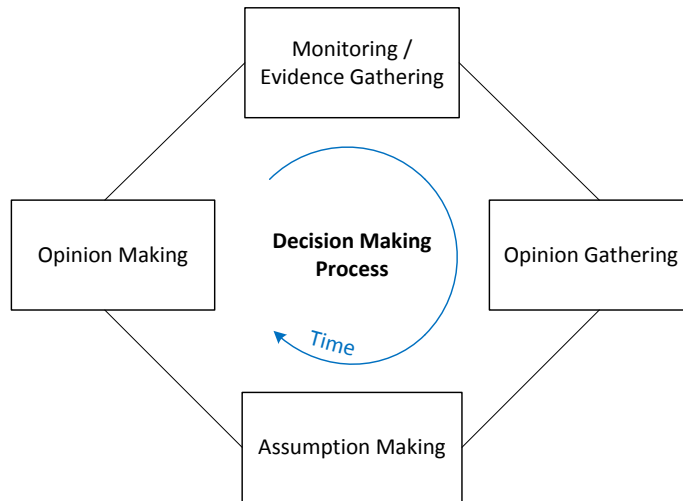 Monitoring /
Evidence Gathering
Opinion Making
Decision Making
Process
Opinion Gathering
Time
Assumption Making